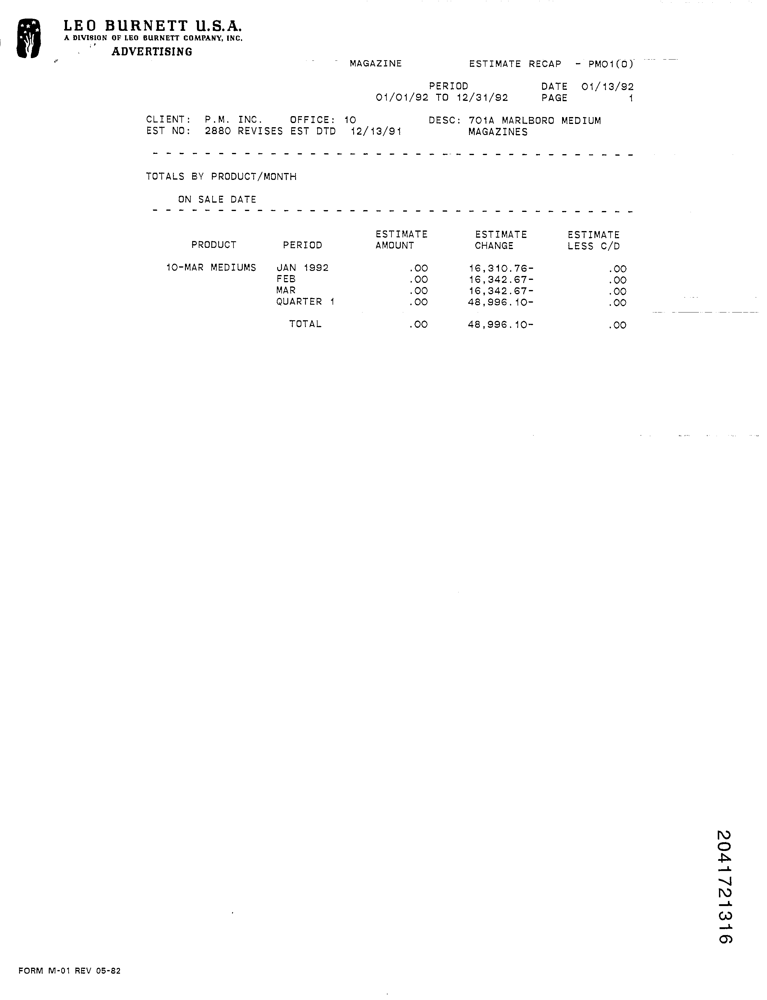 LEO BURNETT U.S.A.
A DIVISION OF LEO BURNETT COMPANY, INC.
ADVERTISING
MAGAZINE ESTIMATE RECAP - PM01(0)
PERIOD DATE 01/13/92
01/01/92 TO 12/31/92 PAGE 1
CLIENT: P.M. INC. OFFICE: 10 DESC: 701A MARLBORO MEDIUM
EST NO: 2880 REVISES EST DTD 12/13/91 MAGAZINES
TOTALS BY PRODUCT/MONTH
ON SALE DATE
ESTIMATE ESTIMATE ESTIMATE
PRODUCT PERIOD AMOUNT CHANGE LESS C/D
10-MAR MEDIUMS JAN 1992 .00 16,310.76- .00
FEB .00 16,342.67- .00
MAR .00 16,342.67- .00
QUARTER 1 .00 48,996.10- .00
TOTAL .00 48,996.10- .00
2041721316
FORM M-01 REV 05-82